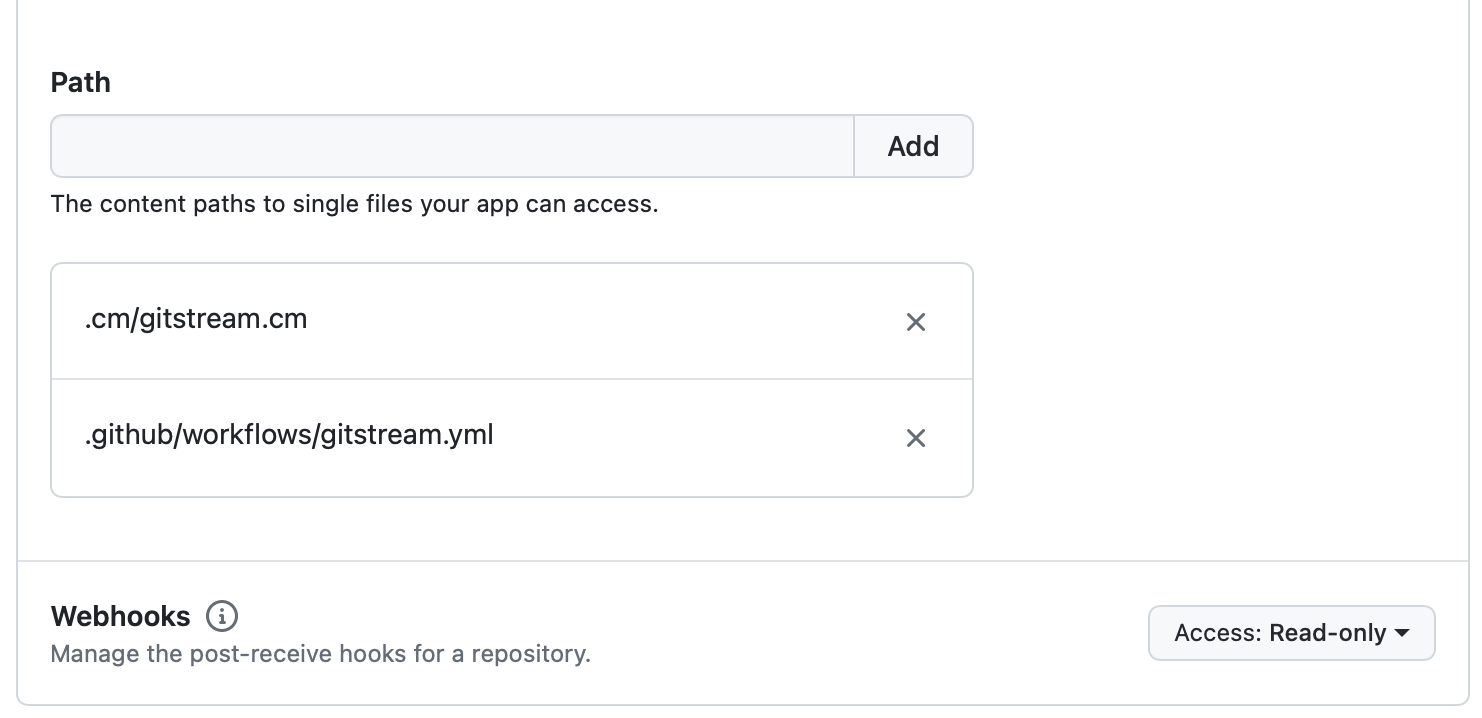 Path
Add
The content paths to single files your app can access.
.cm/gitstream.cm
.github/workflows/gitstream.yml
Webhooks
Access: Read-only
Manage the post-receive hooks for a repository.